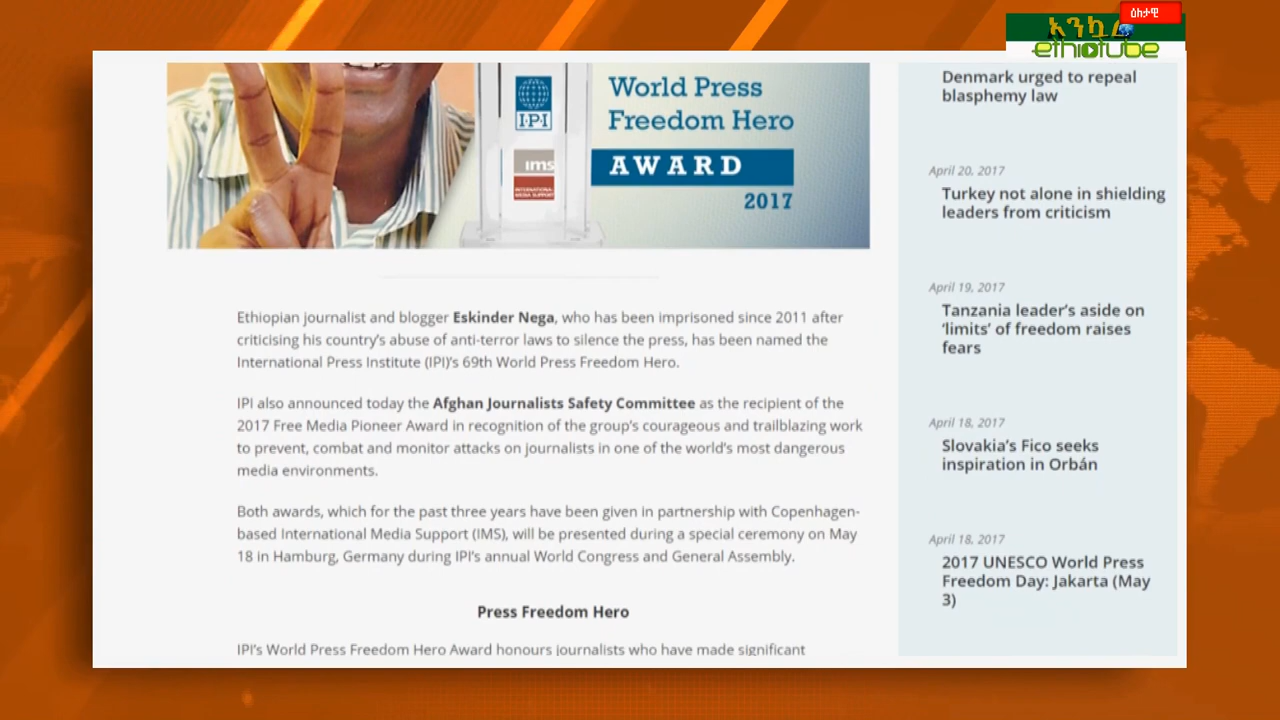 ዕለታዊ
አንኳር
ethiotube
World Press
Freedom Hero
AWARD
2017
I·P·I
ims
INTERNATIONAL
MEDIA SUPPORT
Ethiopian journalist and blogger Eskinder Nega, who has been imprisoned since 2011 after
criticising his country's abuse of anti-terror laws to silence the press, has been named the
International Press Institute (IPI)'s 69th World Press Freedom Hero.
IPI also announced today the Afghan Journalists Safety Committee as the recipient of the
2017 Free Media Pioneer Award in recognition of the group's courageous and trailblazing work
to prevent, combat and monitor attacks on journalists in one of the world's most dangerous
media environments.
Both awards, which for the past three years have been given in partnership with Copenhagen-
based International Media Support (IMS), will be presented during a special ceremony on May
18 in Hamburg, Germany during IPI's annual World Congress and General Assembly.
Press Freedom Hero
IPI's World Press Freedom Hero Award honours journalists who have made significant
Denmark urged to repeal
blasphemy law
April 20, 2017
Turkey not alone in shielding
leaders from criticism
April 19, 2017
Tanzania leader's aside on
‘limits’ of freedom raises
fears
April 18, 2017
Slovakia's Fico seeks
inspiration in Orbán
April 18, 2017
2017 UNESCO World Press
Freedom Day: Jakarta (May
3)